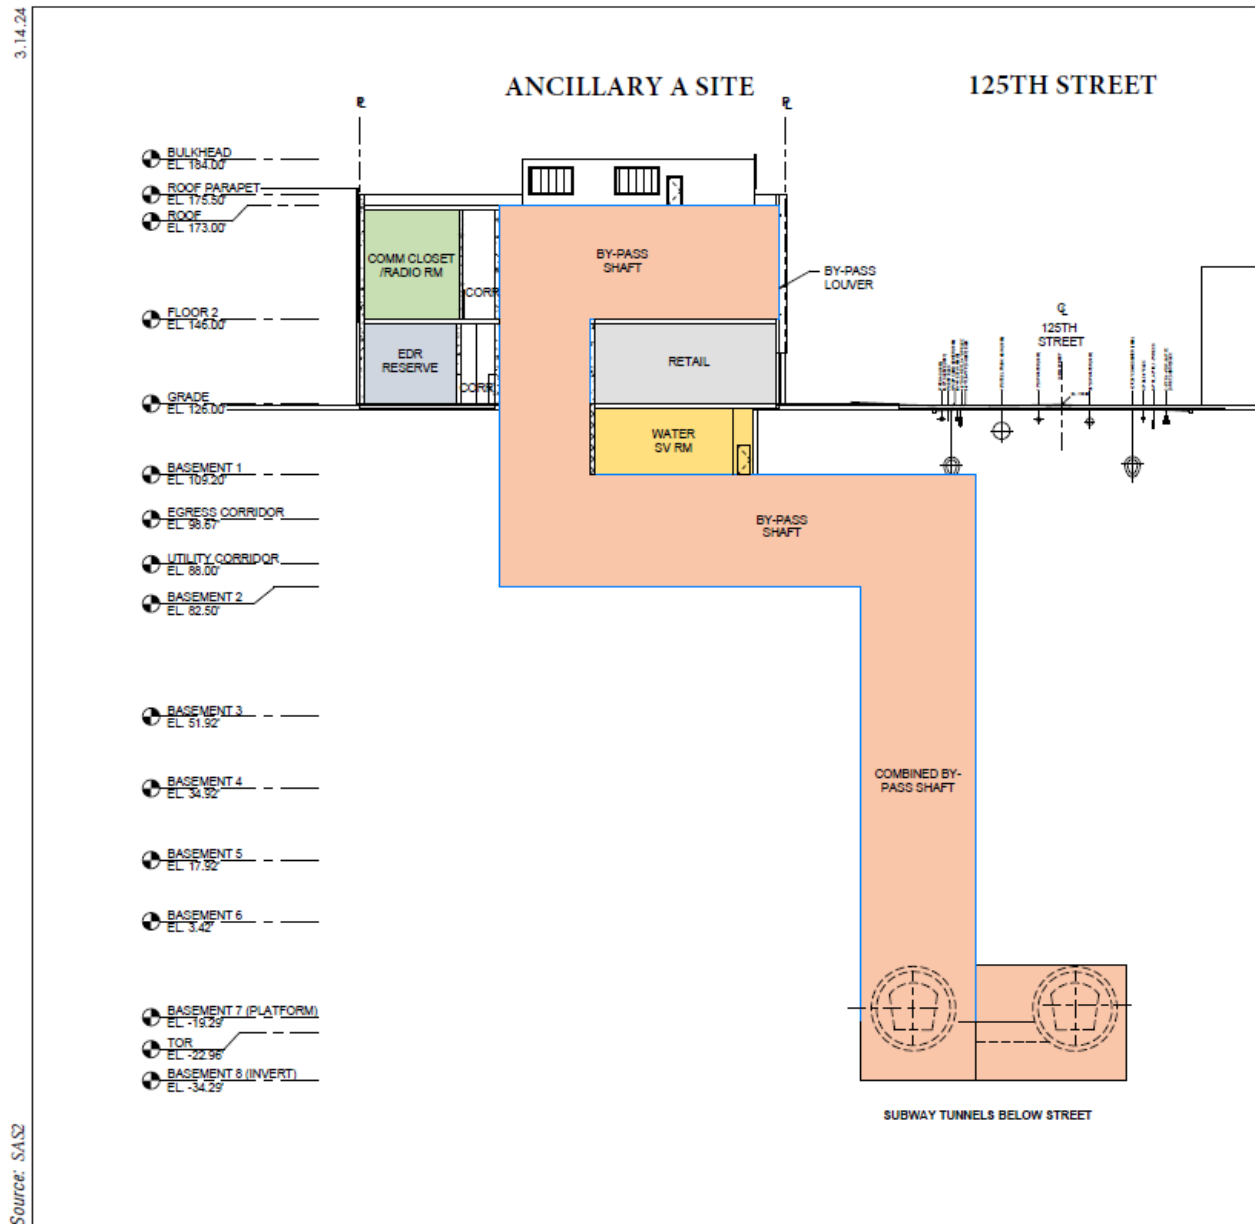 3.14.24
ANCILLARY A SITE
125TH STREET
BULKHEAD
EL. 184.00'
ROOF PARAPET
EL. 175.50'
ROOF
EL. 173.00'
FLOOR 2
EL. 146.00'
GRADE
EL. 126.00'
BASEMENT 1
EL. 109.20'
EGRESS CORRIDOR
EL. 98.67'
UTILITY CORRIDOR
EL. 88.00'
BASEMENT 2
EL. 82.50'
BASEMENT 3
EL. 51.92'
BASEMENT 4
EL. 34.92'
BASEMENT 5
EL. 17.92'
BASEMENT 6
EL. 3.42'
BASEMENT 7 (PLATFORM)
EL. -19.29'
TOR
EL. -22.96'
BASEMENT 8 (INVERT)
EL. -34.29'
COMM CLOSET
/RADIO RM
CORR
BY-PASS
SHAFT
BY-PASS
LOUVER
EDR
RESERVE
CORR
RETAIL
WATER
SV RM
125TH
STREET
BY-PASS
SHAFT
COMBINED BY-
PASS SHAFT
SUBWAY TUNNELS BELOW STREET
Source: SAS2